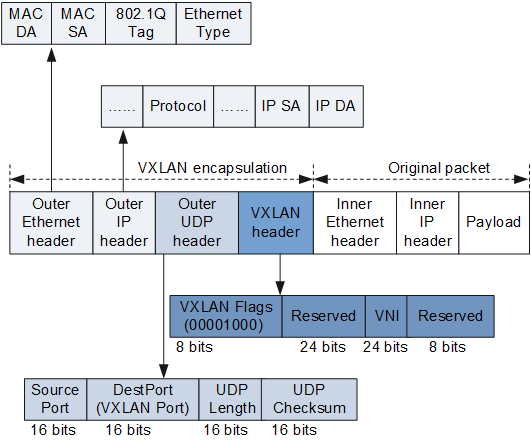 MAC DA
MAC SA
802.1Q Tag
Ethernet Type
......
Protocol
......
IP SA
IP DA
VXLAN encapsulation
Original packet
Outer Ethernet header
Outer IP header
Outer UDP header
VXLAN header
Inner Ethernet header
Inner IP header
Payload
VXLAN Flags (00001000)
Reserved
VNI
Reserved
8 bits
24 bits
24 bits
8 bits
Source Port
DestPort (VXLAN Port)
UDP Length
UDP Checksum
16 bits
16 bits
16 bits
16 bits